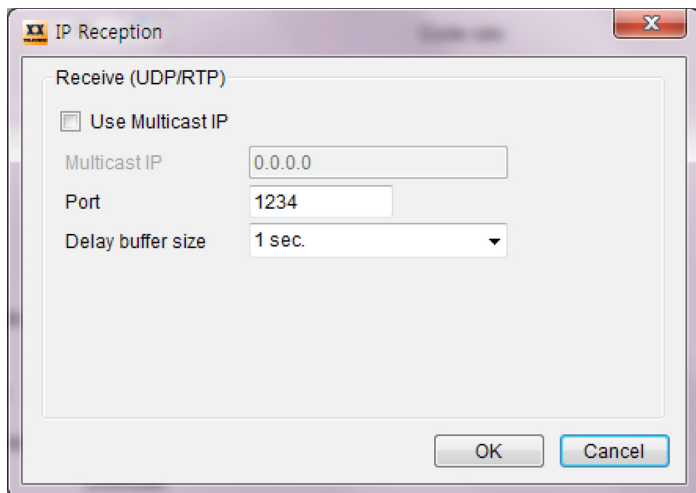 XX
IP Reception
X
Receive (UDP/RTP)
Use Multicast IP
Multicast IP 0.0.0.0
Port 1234
Delay buffer size 1 sec.
OK Cancel